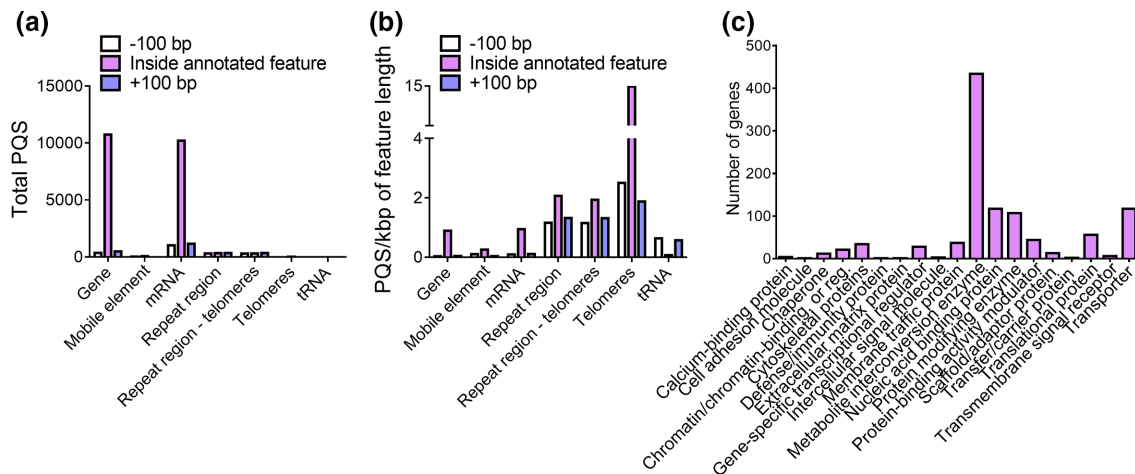 (a)
-100 bp
Inside annotated feature
+100 bp
Total PQS
15000
10000
5000
0
Gene
Mobile element
mRNA
Repeat region
Repeat region - telomeres
Telomeres
tRNA
(b)
-100 bp
Inside annotated feature
+100 bp
PQS/kbp of feature length
15
4
2
0
Gene
Mobile element
mRNA
Repeat region
Repeat region - telomeres
Telomeres
tRNA
(c)
Number of genes
500
400
300
200
100
0
Calcium-binding protein
Cell adhesion molecule
Chaperone
Chromatin/chromatin-binding, or reg.
Cytoskeletal proteins
Defense/immunity protein
Extracellular matrix protein
Gene-specific transcriptional regulator
Intercellular signal molecule
Membrane traffic protein
Metabolite interconversion enzyme
Nucleic acid binding protein
Protein modifying enzyme
Protein-binding activity modulator
Scaffold/adaptor protein
Transfer/carrier protein
Translational protein
Transmembrane signal receptor
Transporter